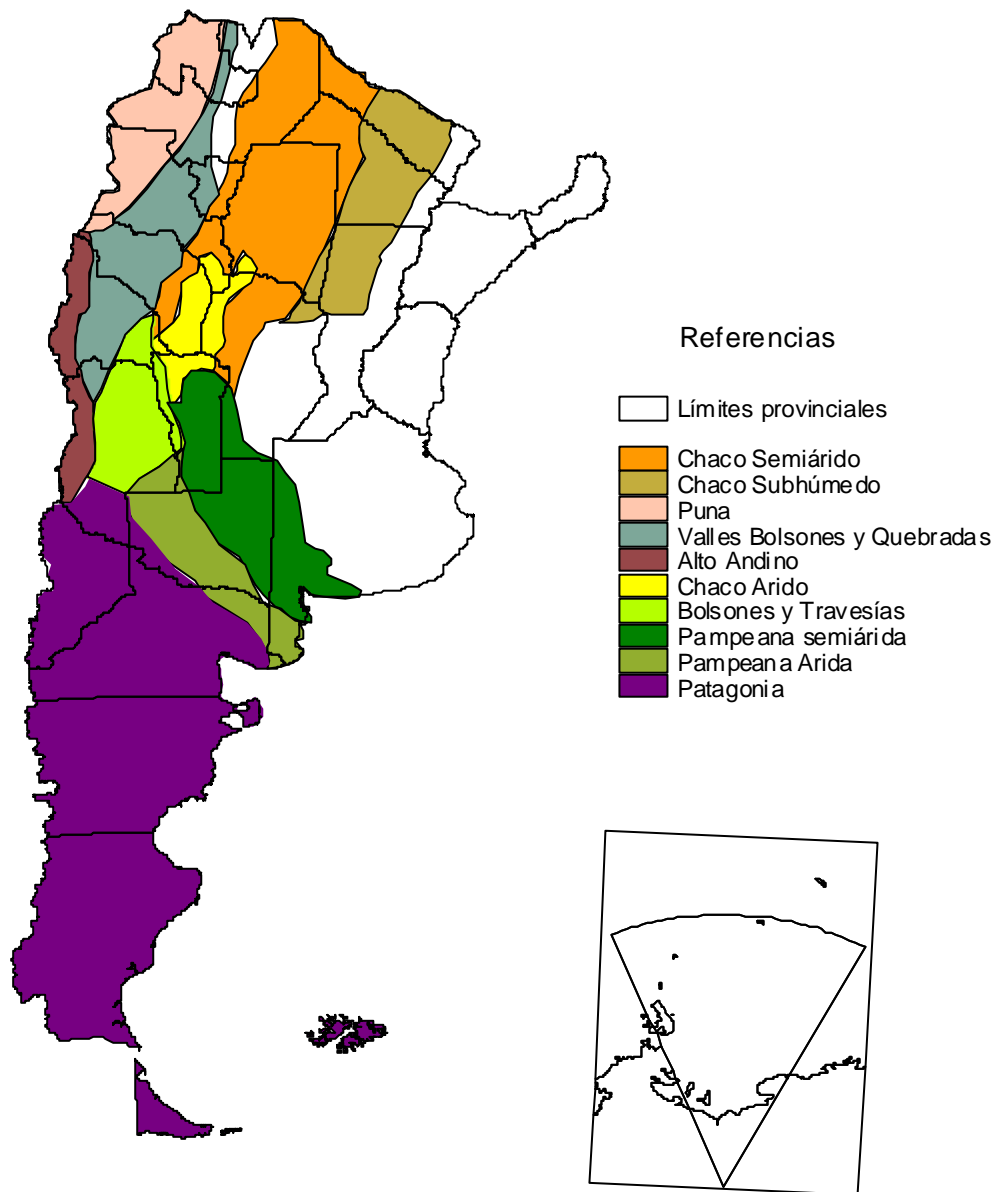 Referencias
Límites provinciales
Chaco Semiárido
Chaco Subhúmedo
Puna
Valles Bolsones y Quebradas
Alto Andino
Chaco Arido
Bolsones y Travesías
Pampeana semiárida
Pampeana Arida
Patagonia